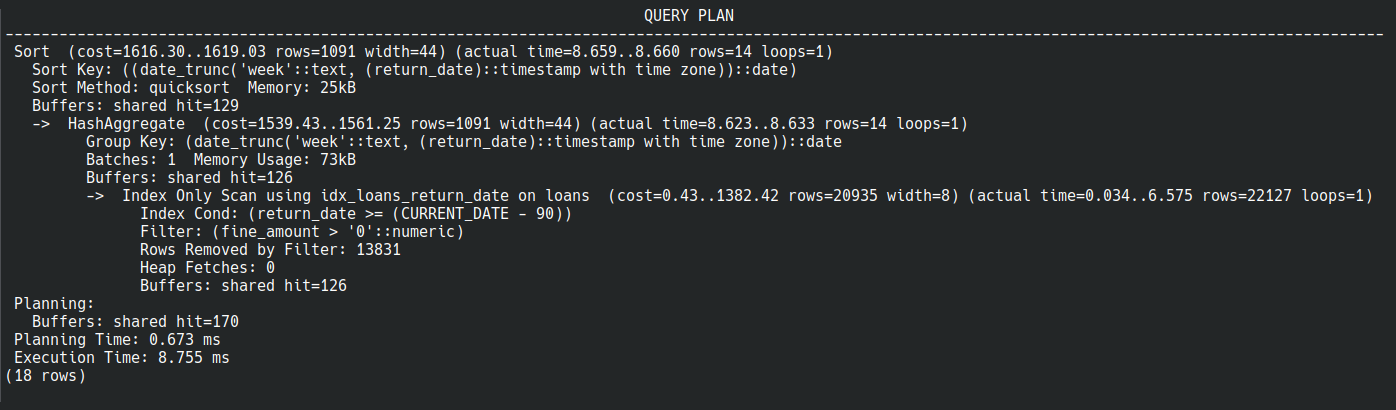 QUERY PLAN
-----------------------------------------------------------------------------------------------------------------------------------------------------------
Sort  (cost=1616.30..1619.03 rows=1091 width=44) (actual time=8.659..8.660 rows=14 loops=1)
  Sort Key: ((date_trunc('week'::text, (return_date)::timestamp with time zone))::date)
  Sort Method: quicksort  Memory: 25kB
  Buffers: shared hit=129
  ->  HashAggregate  (cost=1539.43..1561.25 rows=1091 width=44) (actual time=8.623..8.633 rows=14 loops=1)
        Group Key: (date_trunc('week'::text, (return_date)::timestamp with time zone))::date
        Batches: 1  Memory Usage: 73kB
        Buffers: shared hit=126
        ->  Index Only Scan using idx_loans_return_date on loans  (cost=0.43..1382.42 rows=20935 width=8) (actual time=0.034..6.575 rows=22127 loops=1)
              Index Cond: (return_date >= (CURRENT_DATE - 90))
              Filter: (fine_amount > '0'::numeric)
              Rows Removed by Filter: 13831
              Heap Fetches: 0
              Buffers: shared hit=126
Planning:
  Buffers: shared hit=170
Planning Time: 0.673 ms
Execution Time: 8.755 ms
(18 rows)